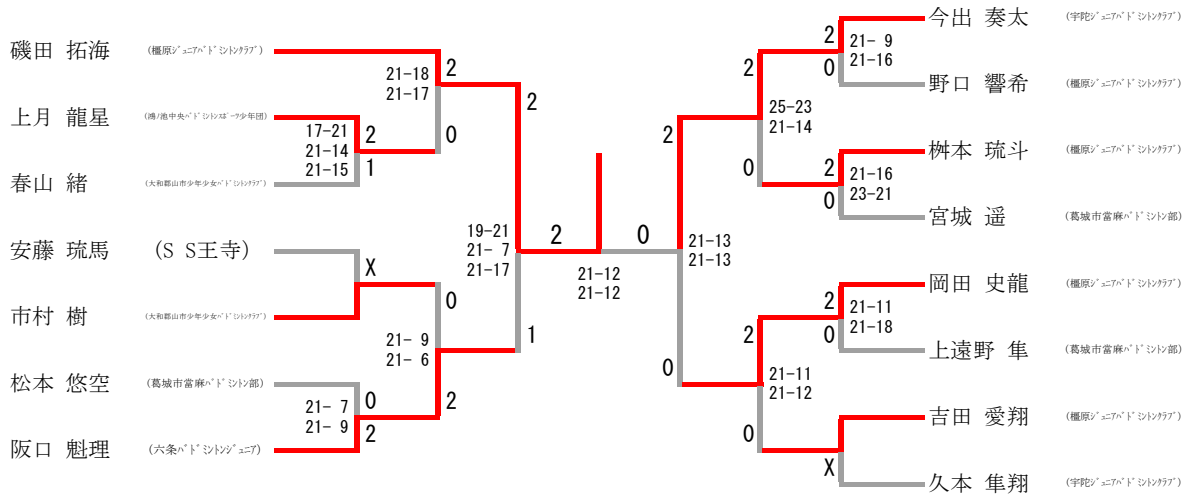 磯田 拓海 (橿原ジュニアバドミントンクラブ)
上月 龍星 (鴻ノ池中央バドミントンスポーツ少年団)
春山 緒 (大和郡山市少年少女バドミントンクラブ)
安藤 琉馬 (S S王寺)
市村 樹 (大和郡山市少年少女バドミントンクラブ)
松本 悠空 (葛城市當麻バドミントン部)
阪口 魁理 (六条バドミントンジュニア)
21-18
21-17
2
0
17-21
21-14
21-15
2
1
X
21- 7
21- 9
0
2
21- 9
21- 6
0
2
19-21
21- 7
21-17
2
1
2
0
21-12
21-12
21-13
21-13
2
0
25-23
21-14
2
0
21-11
21-12
2
0
2
0
21- 9
21-16
2
0
21-16
23-21
2
0
21-11
21-18
X
今出 奏太 (宇陀ジュニアバドミントンクラブ)
野口 響希 (橿原ジュニアバドミントンクラブ)
桝本 琉斗 (橿原ジュニアバドミントンクラブ)
宮城 遥 (葛城市當麻バドミントン部)
岡田 史龍 (橿原ジュニアバドミントンクラブ)
上遠野 隼 (葛城市當麻バドミントン部)
吉田 愛翔 (橿原ジュニアバドミントンクラブ)
久本 隼翔 (宇陀ジュニアバドミントンクラブ)